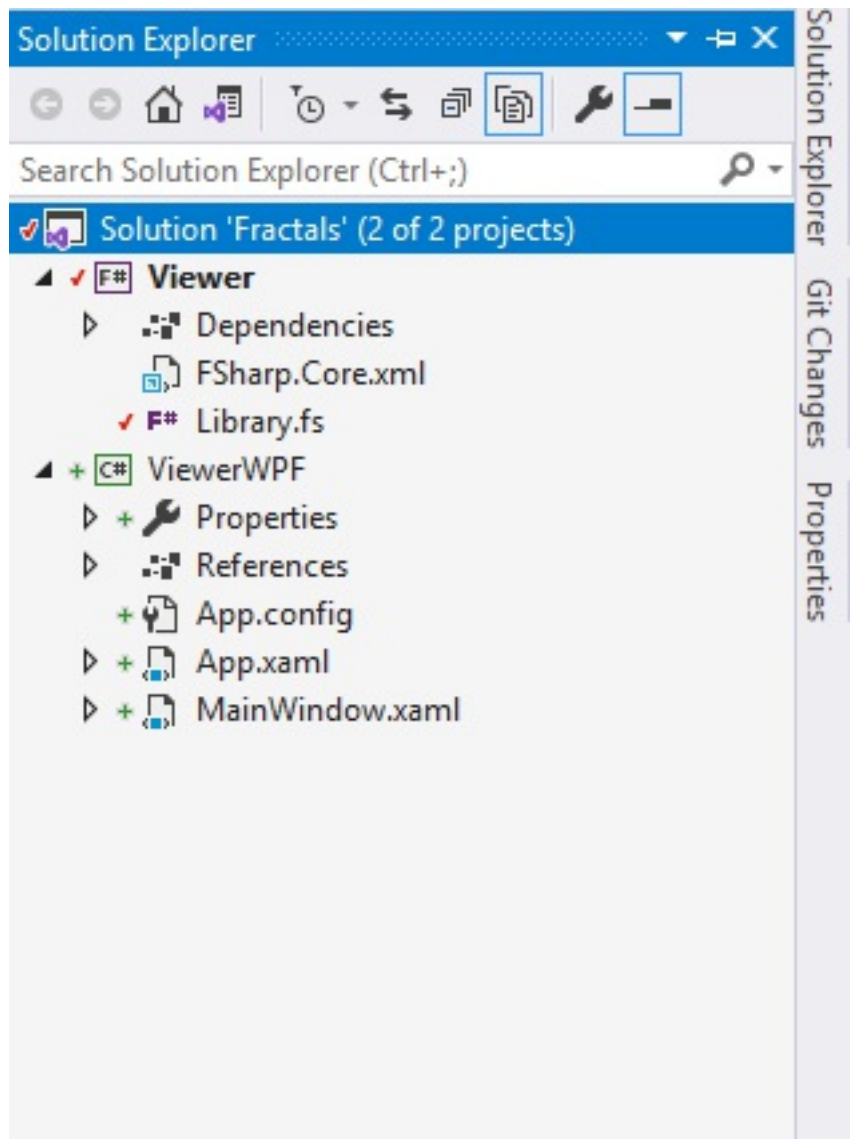 Solution Explorer
Search Solution Explorer (Ctrl+;)
Solution 'Fractals' (2 of 2 projects)
F# Viewer
Dependencies
FSharp.Core.xml
F# Library.fs
C# ViewerWPF
Properties
References
App.config
App.xaml
MainWindow.xaml
Solution Explorer
Git Changes
Properties